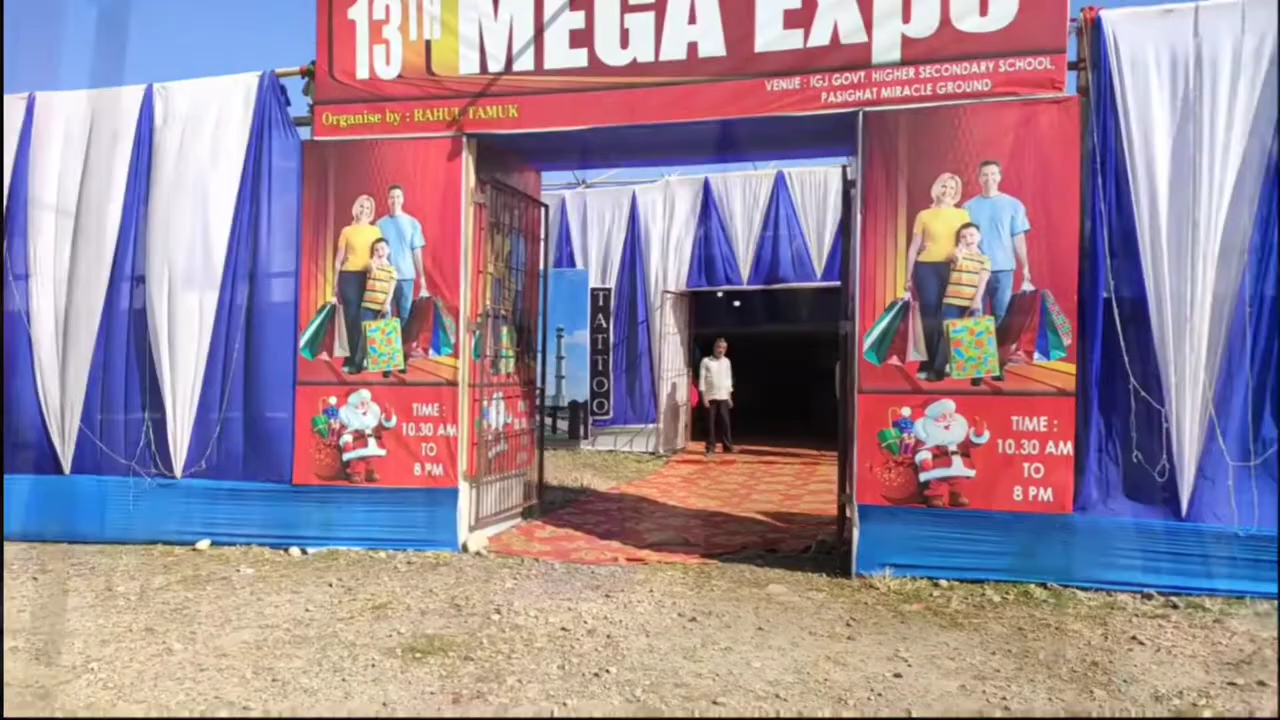 13TH MEGA EXPO
VENUE : IGJ GOVT. HIGHER SECONDARY SCHOOL,
PASIGHAT MIRACLE GROUND
Organise by : RAHUL TAMUK
TATTOO
TIME :
10.30 AM
TO
8 PM
TIME :
10.30 AM
TO
8 PM